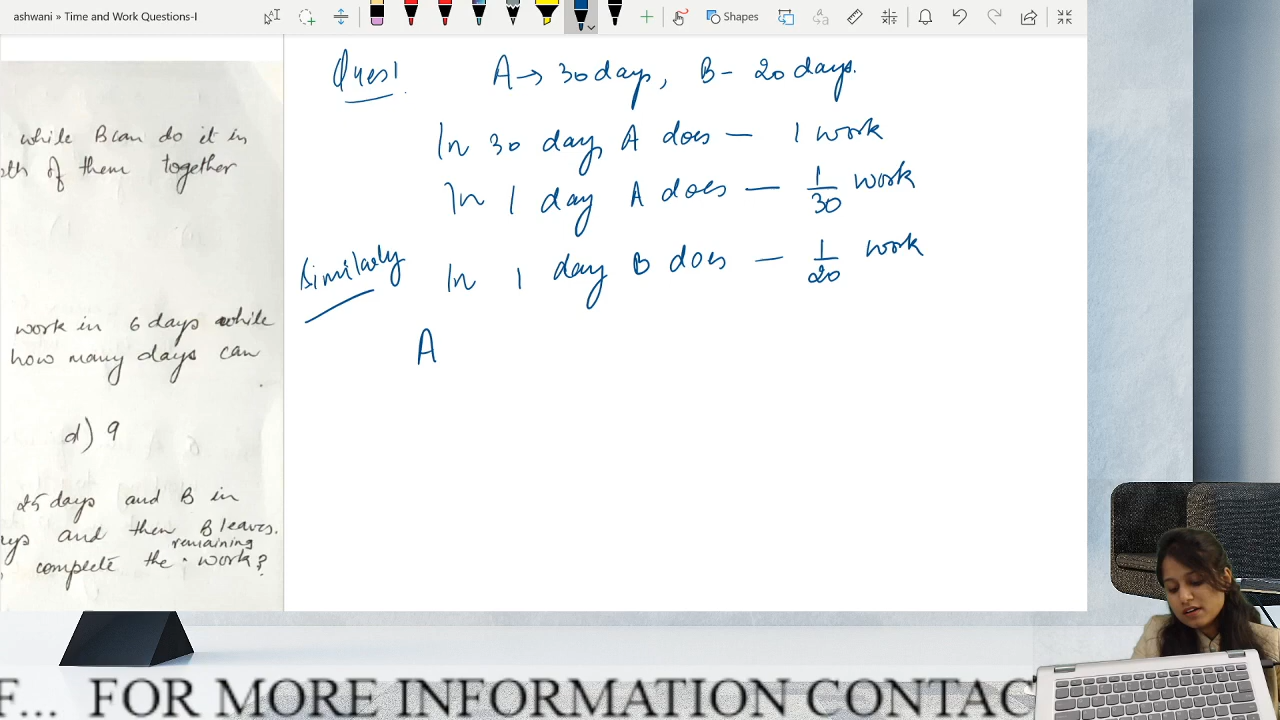 ashwani » Time and Work Questions-I
Shapes
while B can do it in
of them together
work in 6 days while
how many days can
d) 9
25 days and B in
and then B leaves.
remaining
complete the work?
Ques1 A → 30 days, B - 20 days.
In 30 day A does — 1 work
In 1 day A does — 1/30 work
Similarly In 1 day B does — 1/20 work
A
F... FOR MORE INFORMATION CONTAC